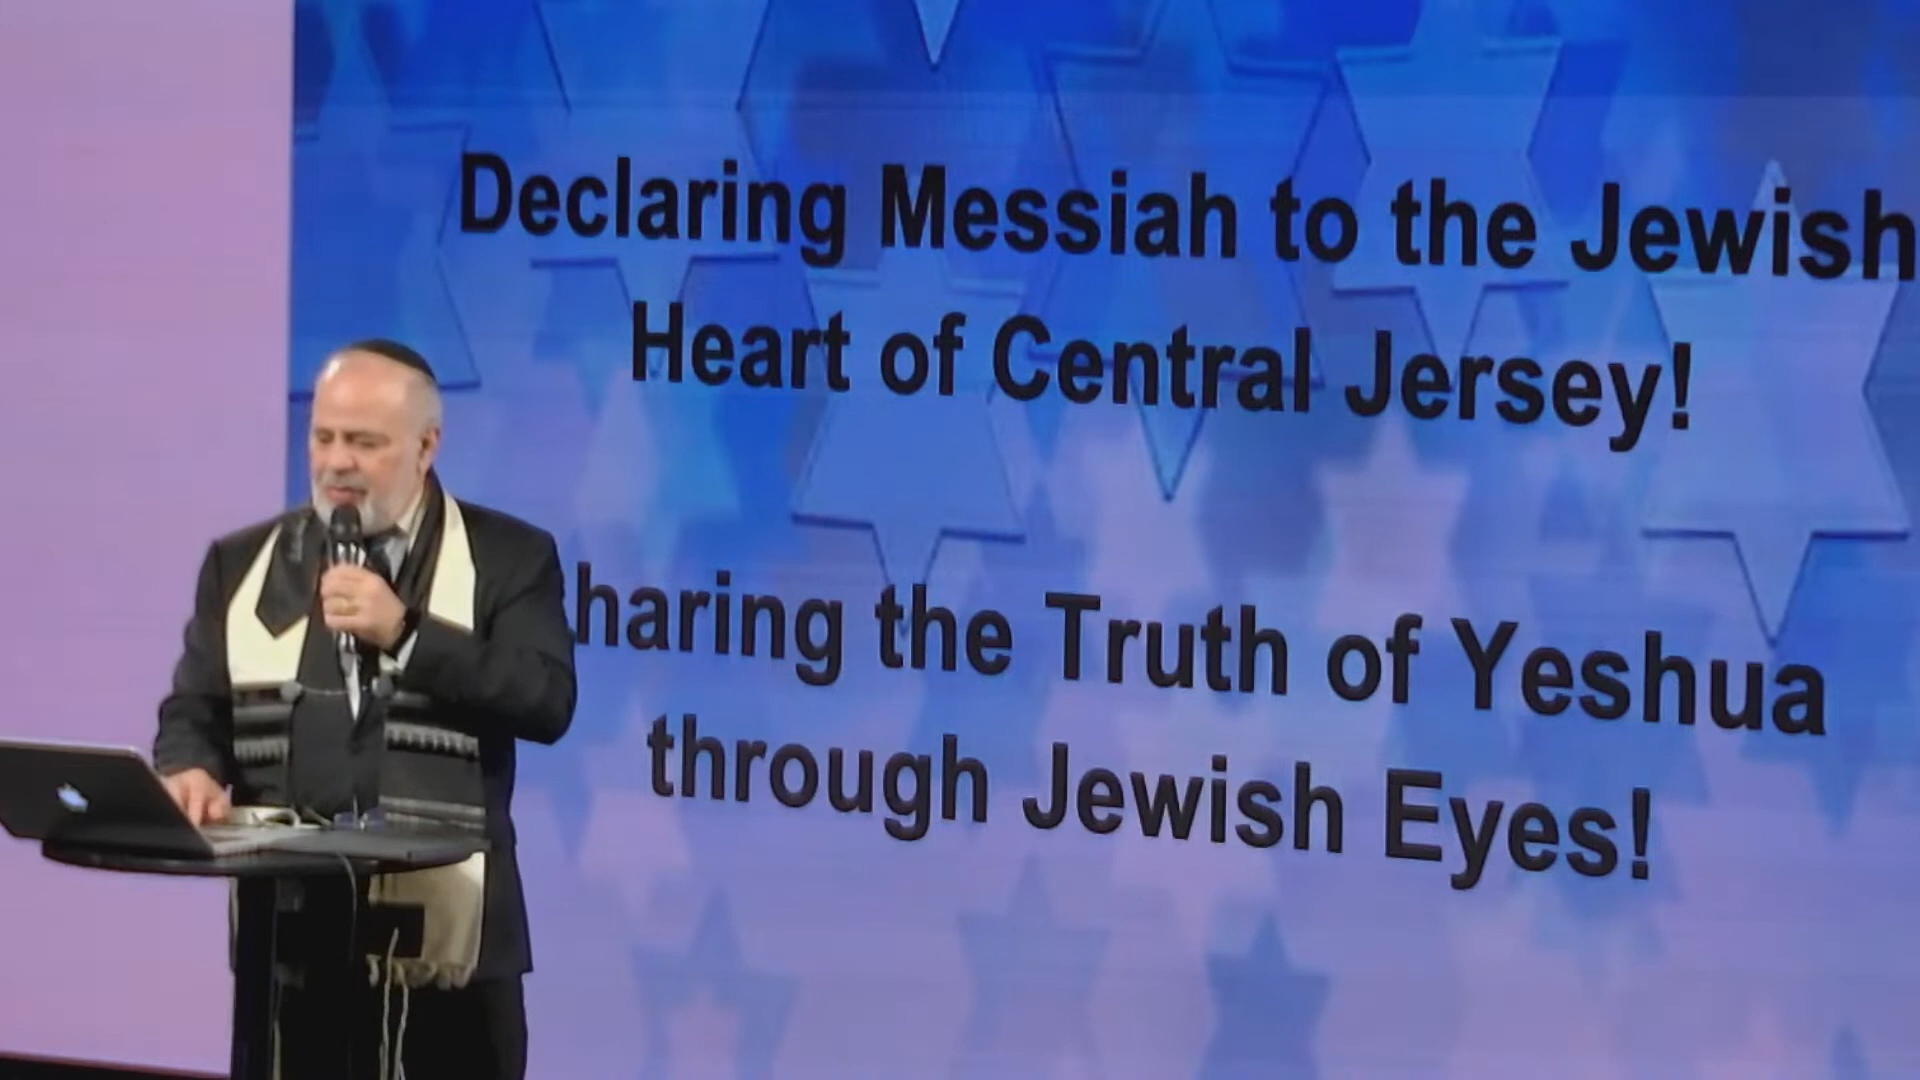 Declaring Messiah to the Jewish
Heart of Central Jersey!
haring the Truth of Yeshua
through Jewish Eyes!